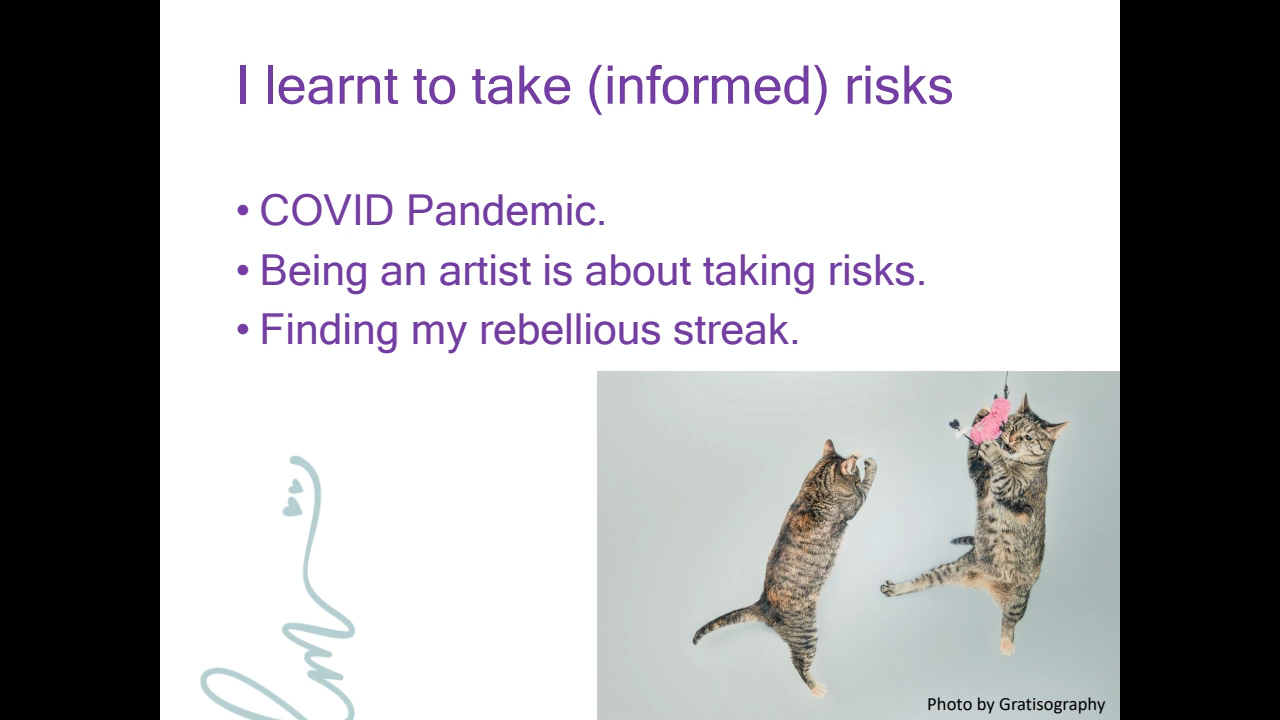 I learnt to take (informed) risks
• COVID Pandemic.
• Being an artist is about taking risks.
• Finding my rebellious streak.
Photo by Gratisography